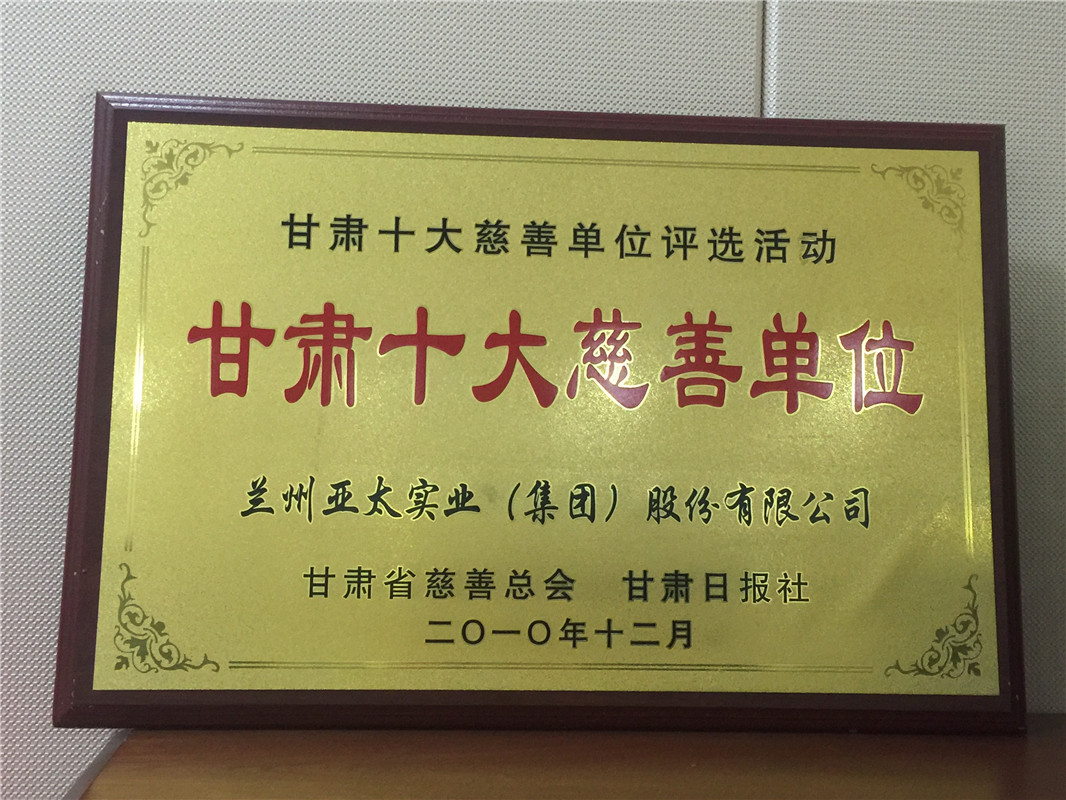 甘肃十大慈善单位评选活动
甘肃十大慈善单位
兰州亚太实业（集团）股份有限公司
甘肃省慈善总会 甘肃日报社
二〇一〇年十二月